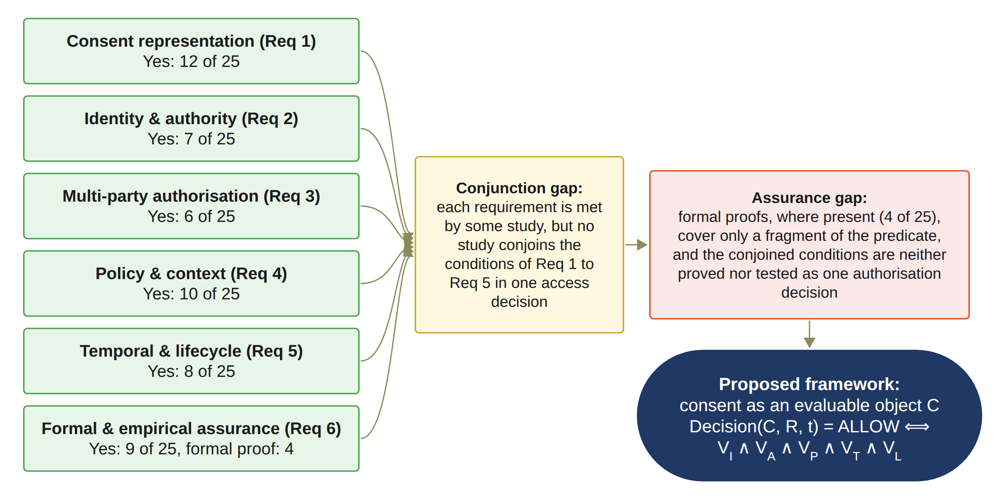 Consent representation (Req 1)
Yes: 12 of 25
Identity & authority (Req 2)
Yes: 7 of 25
Multi-party authorisation (Req 3)
Yes: 6 of 25
Policy & context (Req 4)
Yes: 10 of 25
Temporal & lifecycle (Req 5)
Yes: 8 of 25
Formal & empirical assurance (Req 6)
Yes: 9 of 25, formal proof: 4
Conjunction gap:
each requirement is met
by some study, but no
study conjoins the
conditions of Req 1 to
Req 5 in one access
decision
Assurance gap:
formal proofs, where present (4 of 25),
cover only a fragment of the predicate,
and the conjoined conditions are neither
proved nor tested as one authorisation
decision
Proposed framework:
consent as an evaluable object C
Decision(C, R, t) = ALLOW ⟺
V_I ∧ V_A ∧ V_P ∧ V_T ∧ V_L